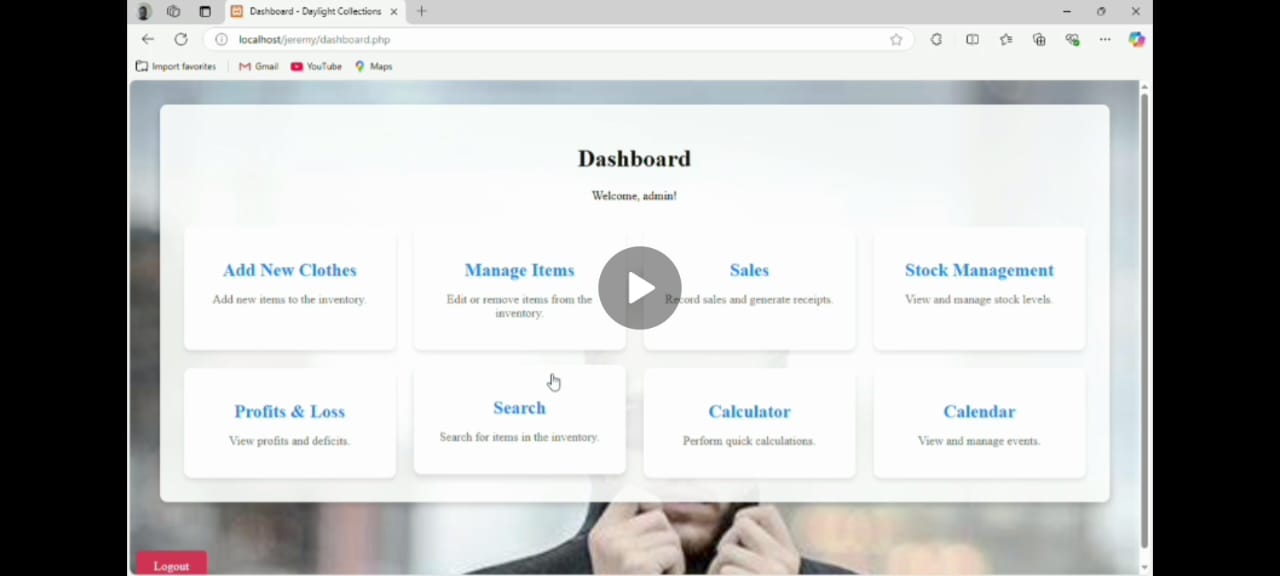 Dashboard - Daylight Collections
localhost/jeremy/dashboard.php
Import favorites
Gmail
YouTube
Maps
Dashboard
Welcome, admin!
Add New Clothes
Add new items to the inventory.
Manage Items
Edit or remove items from the
inventory.
Sales
Record sales and generate receipts.
Stock Management
View and manage stock levels.
Profits & Loss
View profits and deficits.
Search
Search for items in the inventory.
Calculator
Perform quick calculations.
Calendar
View and manage events.
Logout